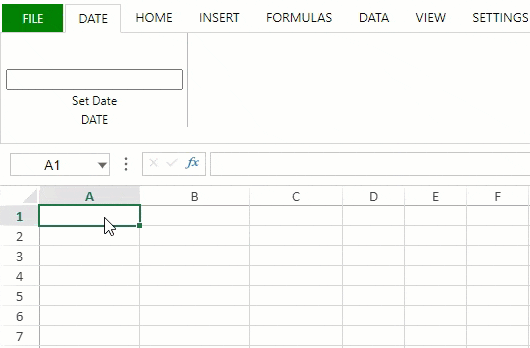 FILE DATE HOME INSERT FORMULAS DATA VIEW SETTINGS
Set Date
DATE
A1 fx
A B C D E F
1
2
3
4
5
6
7